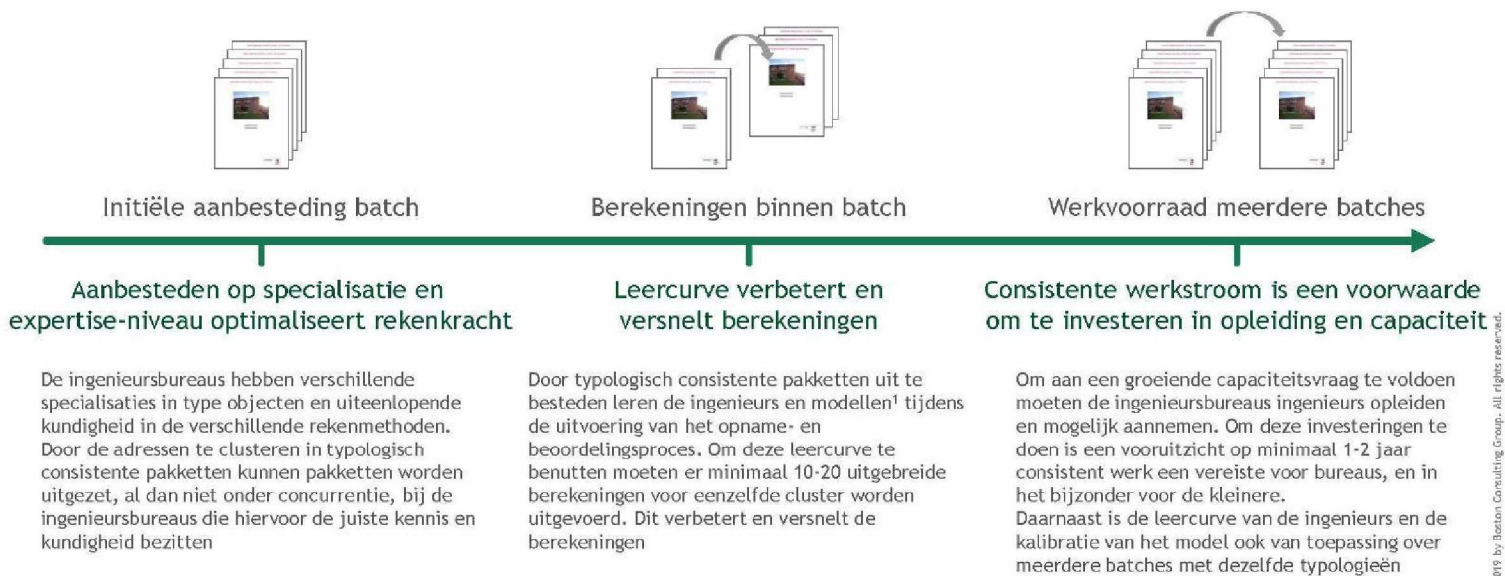 Initiële aanbesteding batch
Berekeningen binnen batch
Werkvoorraad meerdere batches
Aanbesteden op specialisatie en
expertise-niveau optimaliseert rekenkracht
De ingenieursbureaus hebben verschillende
specialisaties in type objecten en uiteenlopende
kundigheid in de verschillende rekenmethoden.
Door de adressen te clusteren in typologisch
consistente pakketten kunnen pakketten worden
uitgezet, al dan niet onder concurrentie, bij de
ingenieursbureaus die hiervoor de juiste kennis en
kundigheid bezitten
Leercurve verbetert en
versnelt berekeningen
Door typologisch consistente pakketten uit te
besteden leren de ingenieurs en modellen¹ tijdens
de uitvoering van het opname- en
beoordelingsproces. Om deze leercurve te
benutten moeten er minimaal 10-20 uitgebreide
berekeningen voor eenzelfde cluster worden
uitgevoerd. Dit verbetert en versnelt de
berekeningen
Consistente werkstroom is een voorwaarde
om te investeren in opleiding en capaciteit
Om aan een groeiende capaciteitsvraag te voldoen
moeten de ingenieursbureaus ingenieurs opleiden
en mogelijk aannemen. Om deze investeringen te
doen is een vooruitzicht op minimaal 1-2 jaar
consistent werk een vereiste voor bureaus, en in
het bijzonder voor de kleinere.
Daarnaast is de leercurve van de ingenieurs en de
kalibratie van het model ook van toepassing over
meerdere batches met dezelfde typologieën
019 by Boston Consulting Group. All rights reserved.